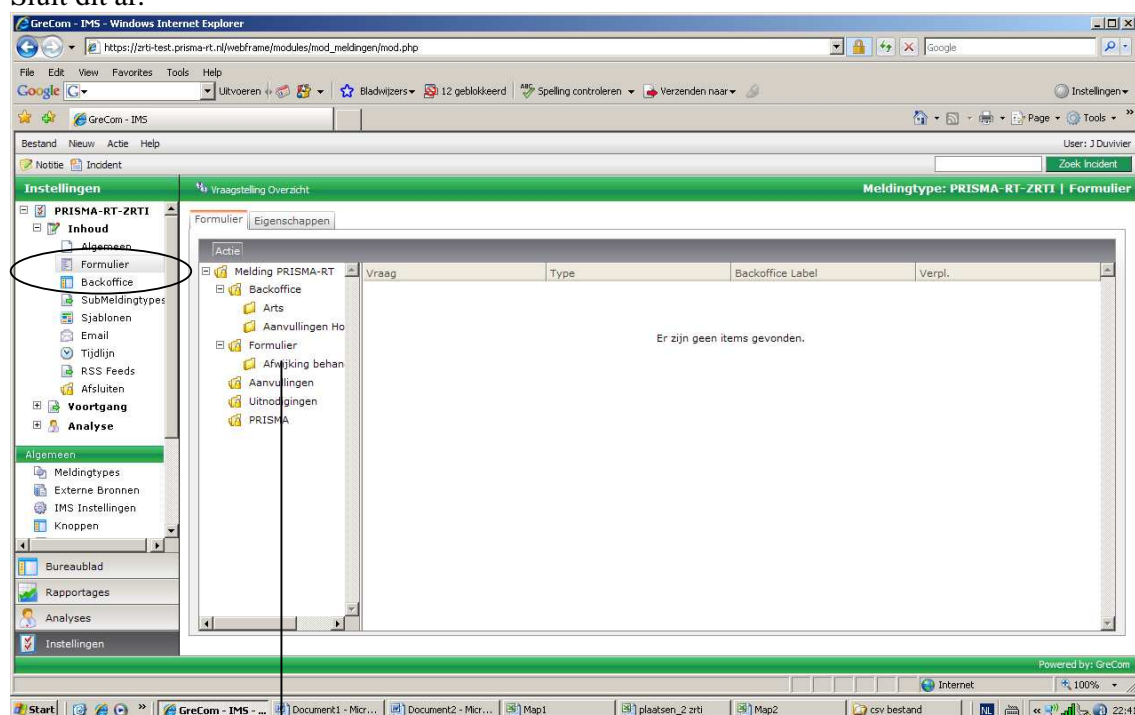 Sluit dit af.
GreCom - IMS - Windows Internet Explorer
https://zrti-test.prisma-rt.nl/webframe/modules/mod_meldingen/mod.php
Google
File Edit View Favorites Tools Help
Google G Uitvoeren Bladwijzers 12 geblokkeerd ABC Spelling controleren Verzenden naar Instellingen
GreCom - IMS Page Tools »
Bestand Nieuw Actie Help User: J Duvivier
Notitie Incident Zoek Incident
Instellingen Vraagstelling Overzicht Meldingtype: PRISMA-RT-ZRTI | Formulier
PRISMA-RT-ZRTI
Inhoud
Algemeen
Formulier
Backoffice
SubMeldingtypes
Sjablonen
Email
Tijdlijn
RSS Feeds
Afsluiten
Voortgang
Analyse
Algemeen
Meldingtypes
Externe Bronnen
IMS Instellingen
Knoppen
Bureaublad
Rapportages
Analyses
Instellingen
Formulier Eigenschappen
Actie
Melding PRISMA-RT
Backoffice
Arts
Aanvullingen Ho
Formulier
Afwijking behan
Aanvullingen
Uitnodigingen
PRISMA
Vraag Type Backoffice Label Verpl.
Er zijn geen items gevonden.
Powered by: GreCom
Internet 100%
Start » GreCom - IMS - ... Document1 - Micr... Document2 - Micr... Map1 plaatsen_2 zrti Map2 csv bestand NL « 22:41